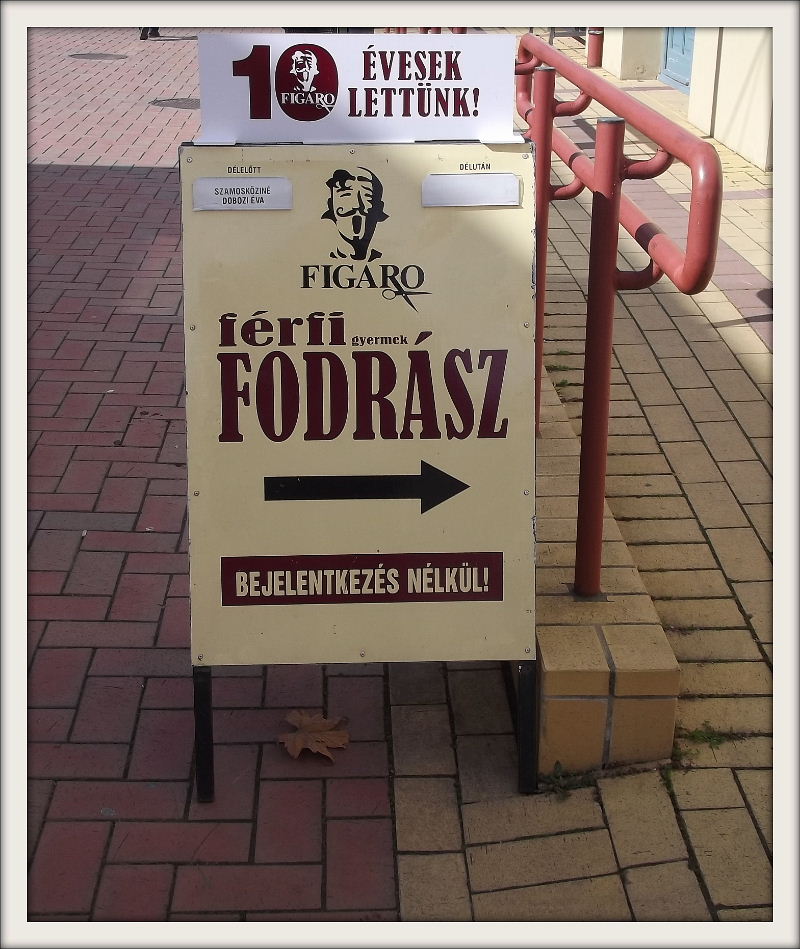 10 ÉVESEK
FIGARO LETTÜNK!
DÉLELŐTT
DÉLUTÁN
SZAMOSKÖZINÉ
DOBOZI ÉVA
FIGARO
férfi gyermek
FODRÁSZ
BEJELENTKEZÉS NÉLKÜL!